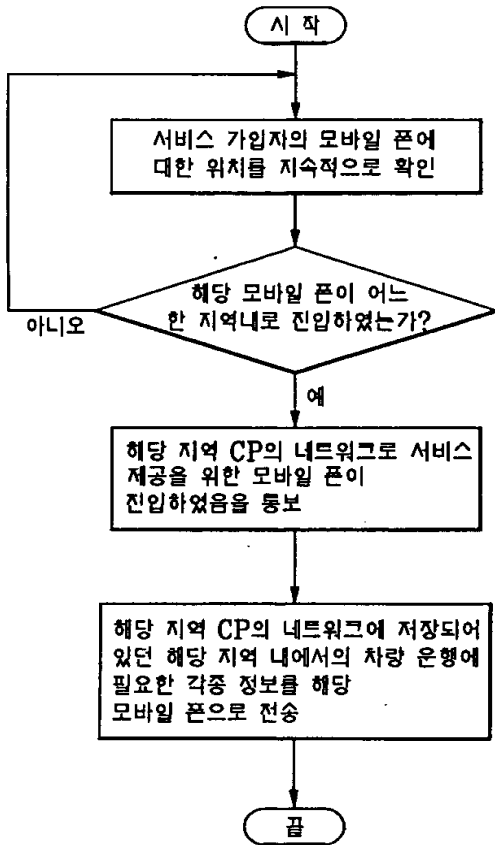 시 작
서비스 가입자의 모바일 폰에
대한 위치를 지속적으로 확인
해당 모바일 폰이 어느
한 지역내로 진입하였는가?
아니오
예
해당 지역 CP의 네트워크로 서비스
제공을 위한 모바일 폰이
진입하였음을 통보
해당 지역 CP의 네트워크에 저장되어
있던 해당 지역 내에서의 차량 운행에
필요한 각종 정보를 해당
모바일 폰으로 전송
끝